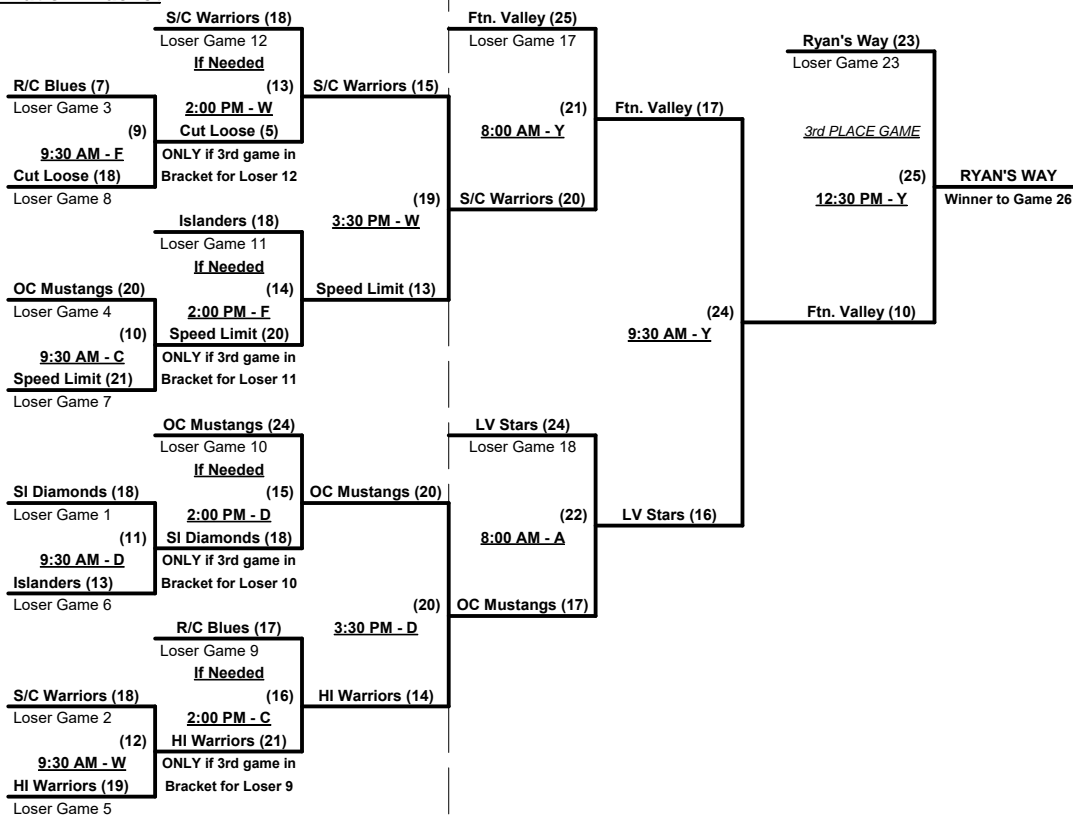 S/C Warriors (18)
Loser Game 12
If Needed
(13)
2:00 PM - W
Cut Loose (5)
ONLY if 3rd game in
Bracket for Loser 12
R/C Blues (7)
Loser Game 3
(9)
9:30 AM - F
Cut Loose (18)
Loser Game 8
S/C Warriors (15)
(19)
3:30 PM - W
Islanders (18)
Loser Game 11
If Needed
(14)
2:00 PM - F
Speed Limit (20)
ONLY if 3rd game in
Bracket for Loser 11
OC Mustangs (20)
Loser Game 4
(10)
9:30 AM - C
Speed Limit (21)
Loser Game 7
Speed Limit (13)
OC Mustangs (24)
Loser Game 10
If Needed
(15)
2:00 PM - D
SI Diamonds (18)
ONLY if 3rd game in
Bracket for Loser 10
SI Diamonds (18)
Loser Game 1
(11)
9:30 AM - D
Islanders (13)
Loser Game 6
OC Mustangs (20)
(20)
3:30 PM - D
R/C Blues (17)
Loser Game 9
If Needed
(16)
2:00 PM - C
HI Warriors (21)
ONLY if 3rd game in
Bracket for Loser 9
S/C Warriors (18)
Loser Game 2
(12)
9:30 AM - W
HI Warriors (19)
Loser Game 5
HI Warriors (14)
Ftn. Valley (25)
Loser Game 17
(21)
8:00 AM - Y
S/C Warriors (20)
Ftn. Valley (17)
(24)
9:30 AM - Y
LV Stars (24)
Loser Game 18
(22)
8:00 AM - A
OC Mustangs (17)
LV Stars (16)
Ryan's Way (23)
Loser Game 23
3rd PLACE GAME
(25)
12:30 PM - Y
Ftn. Valley (10)
RYAN'S WAY
Winner to Game 26